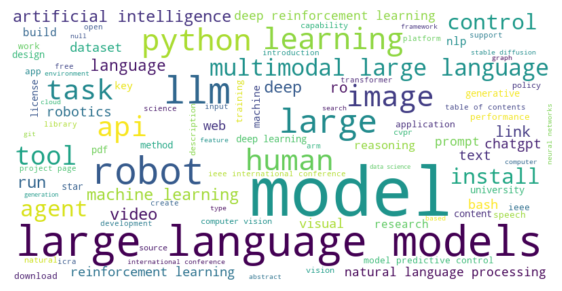 artificial intelligence deep reinforcement learning capability framework control
build open python learning platform nlp support
work null dataset introduction stable diffusion
design language multimodal large language graph
app free key llm deep ro image transformer policy
task environment training machine generative table of contents
license robotics science input search performance
cloud api web large application link
library description cvpr neural networks
git feature deep learning reasoning prompt chatgpt
tool pdf method arm text
project page human data science install computer
run star robot ieee international conference university
generation machine learning model bash ieee
agent create type cases
video visual research content speech
development computer vision
large language models
source
natural icra international conference model predictive control
download reinforcement learning abstract vision natural language processing